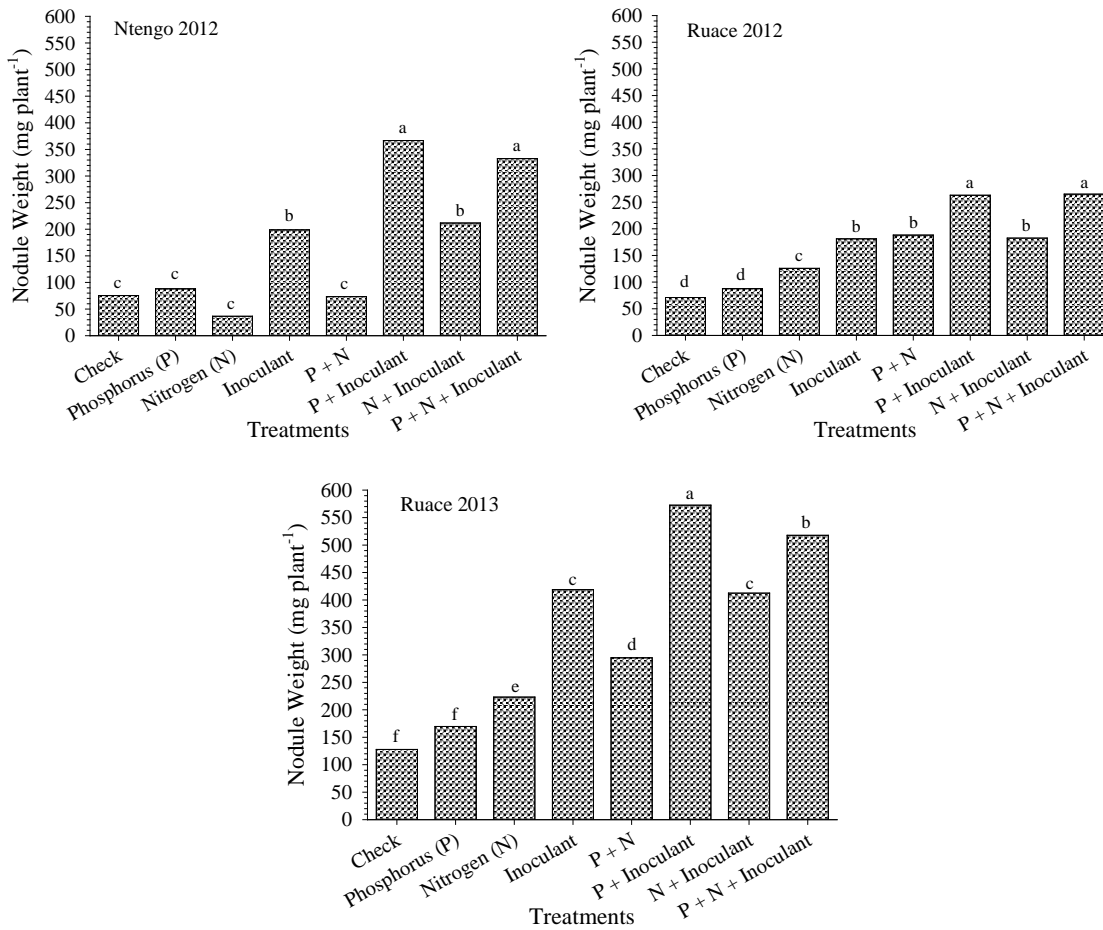 Ntengo 2012
Nodule Weight (mg plant⁻¹)
600
550
500
450
400
350
300
250
200
150
100
50
0
c
c
c
b
c
a
b
a
Check
Phosphorus (P)
Nitrogen (N)
Inoculant
P + N
P + Inoculant
N + Inoculant
P + N + Inoculant
Treatments
Ruace 2012
Nodule Weight (mg plant⁻¹)
600
550
500
450
400
350
300
250
200
150
100
50
0
d
d
c
b
b
a
b
a
Check
Phosphorus (P)
Nitrogen (N)
Inoculant
P + N
P + Inoculant
N + Inoculant
P + N + Inoculant
Treatments
Ruace 2013
Nodule Weight (mg plant⁻¹)
600
550
500
450
400
350
300
250
200
150
100
50
0
f
f
e
c
d
a
c
b
Check
Phosphorus (P)
Nitrogen (N)
Inoculant
P + N
P + Inoculant
N + Inoculant
P + N + Inoculant
Treatments